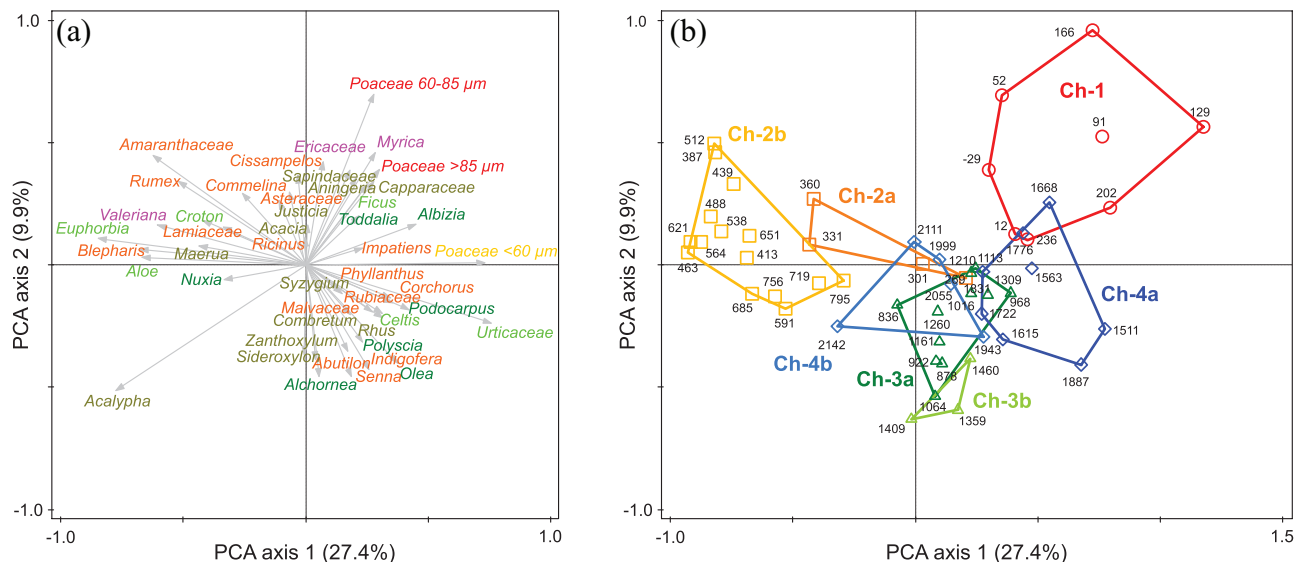 (a)
1.0
PCA axis 2 (9.9%)
-1.0
-1.0
PCA axis 1 (27.4%)
1.0
Poaceae 60-85 µm
Amaranthaceae
Ericaceae
Myrica
Cissampelos
Poaceae >85 µm
Rumex
Commelina
Sapindaceae
Aningeria
Capparaceae
Asteraceae
Ficus
Valeriana
Croton
Justicia
Toddalia
Albizia
Euphorbia
Lamiaceae
Acacia
Blepharis
Maerua
Ricinus
Impatiens
Poaceae <60 µm
Aloe
Nuxia
Syzygium
Phyllanthus
Corchorus
Rubiaceae
Malvaceae
Podocarpus
Combretum
Celtis
Urticaceae
Zanthoxylum
Rhus
Polyscia
Sideroxylon
Abutilon
Indigofera
Alchornea
Senna
Olea
Acalypha
(b)
1.0
PCA axis 2 (9.9%)
-1.0
-1.0
PCA axis 1 (27.4%)
1.5
166
52
Ch-1
91
129
-29
202
12
236
Ch-2b
512
387
439
488
538
621
564
651
463
413
719
756
685
591
795
Ch-2a
360
331
301
269
2111
1999
1668
1776
1210
1113
1563
1309
Ch-4a
2055
1831
1016
968
836
1722
1260
1615
1511
2142
1161
1943
Ch-4b
922
878
1460
1887
Ch-3a
1064
Ch-3b
1409
1359